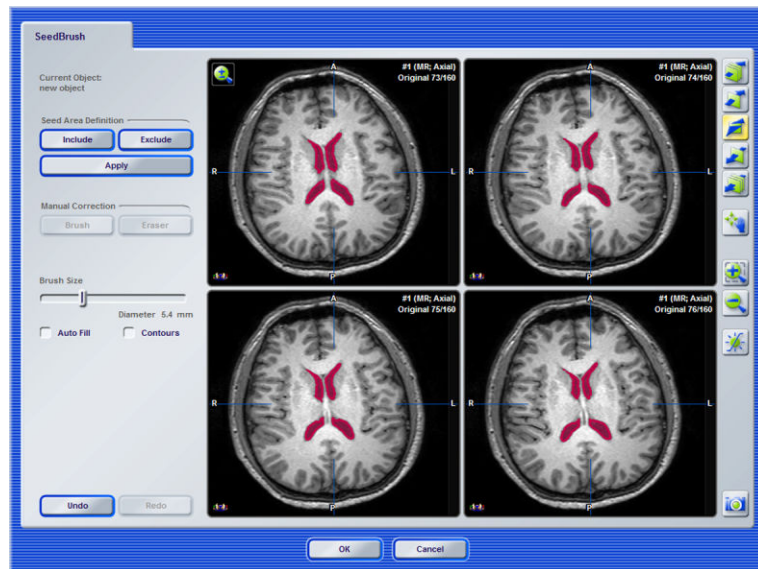 SeedBrush
Current Object:
new object
Seed Area Definition
Include
Exclude
Apply
Manual Correction
Brush
Eraser
Brush Size
Diameter 5.4 mm
Auto Fill
Contours
Undo
Redo
A
#1 (MR; Axial)
Original 73/160
R
L
P
A
#1 (MR; Axial)
Original 74/160
R
L
P
A
#1 (MR; Axial)
Original 75/160
R
L
P
A
#1 (MR; Axial)
Original 76/160
R
L
P
OK
Cancel